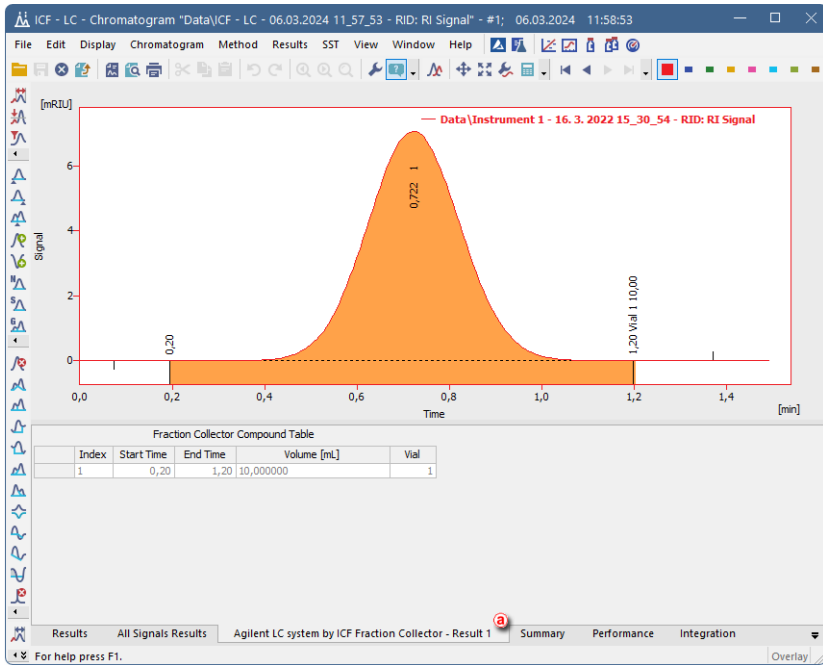 ICF - LC - Chromatogram "Data\ICF - LC - 06.03.2024 11_57_53 - RID: RI Signal" - #1;   06.03.2024   11:58:53
File Edit Display Chromatogram Method Results SST View Window Help
[mRIU]
Data\Instrument 1 - 16. 3. 2022 15_30_54 - RID: RI Signal
6
4
2
0
Signal
0,722 1
0,20
1,20 Vial 1 10,00
0,0 0,2 0,4 0,6 0,8 1,0 1,2 1,4
Time
[min]
Fraction Collector Compound Table
Index Start Time End Time Volume [mL] Vial
1 0,20 1,20 10,000000 1
a
Results All Signals Results Agilent LC system by ICF Fraction Collector - Result 1 Summary Performance Integration
For help press F1.
Overlay